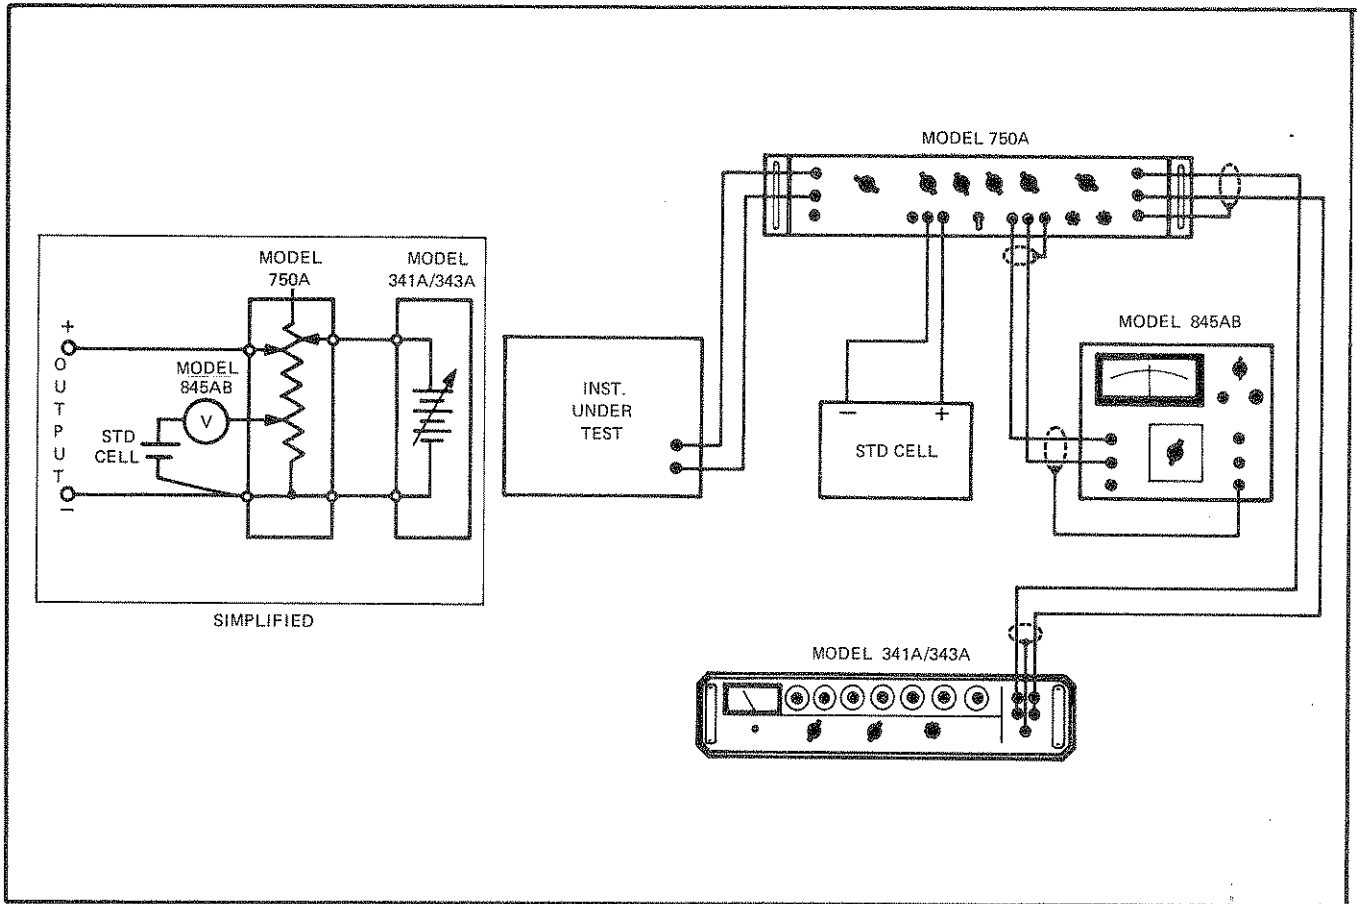 MODEL 750A
MODEL
750A
MODEL
341A/343A
+
OUTPUT
−
MODEL
845AB
V
STD
CELL
SIMPLIFIED
INST.
UNDER
TEST
−
+
STD CELL
MODEL 845AB
MODEL 341A/343A